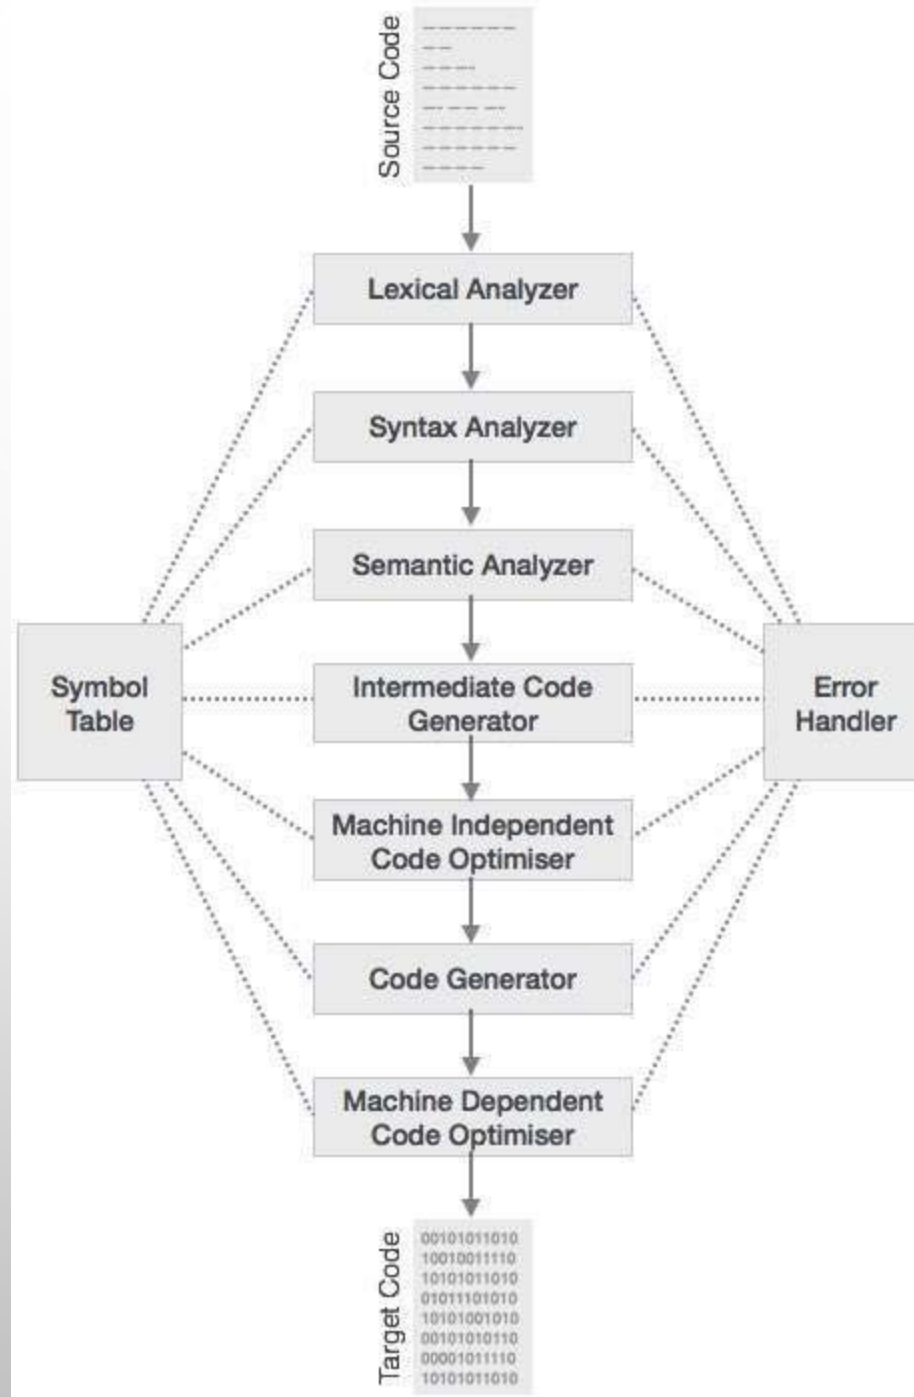 Source Code
Lexical Analyzer
Syntax Analyzer
Semantic Analyzer
Symbol
Table
Intermediate Code
Generator
Error
Handler
Machine Independent
Code Optimiser
Code Generator
Machine Dependent
Code Optimiser
Target Code
00101011010
10010011110
10101011010
01011101010
10101001010
00101010110
00001011110
10101011010